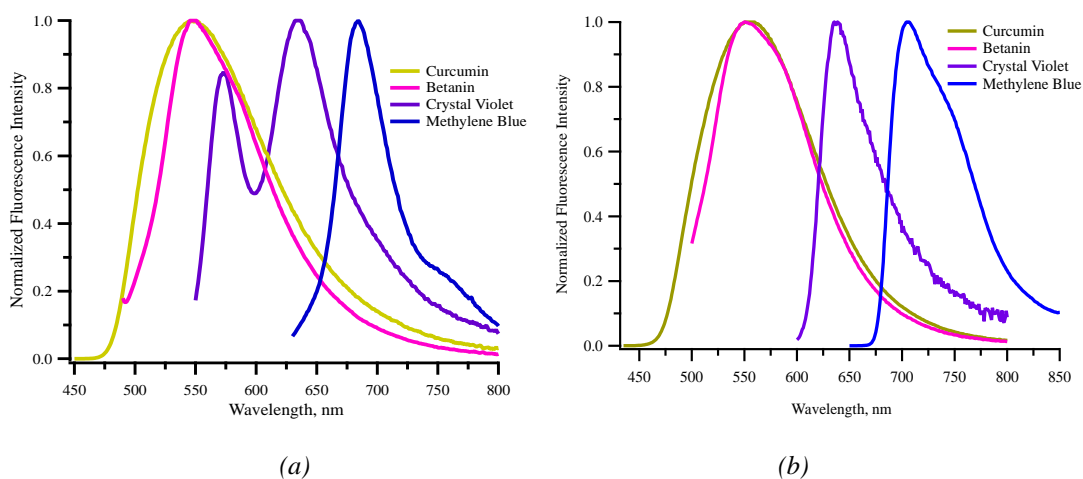 1.0
0.8
0.6
0.4
0.2
0.0
Normalized Fluorescence Intensity
Curcumin
Betanin
Crystal Violet
Methylene Blue
450 500 550 600 650 700 750 800
Wavelength, nm
(a)
1.0
0.8
0.6
0.4
0.2
0.0
Normalized Fluorescence Intensity
Curcumin
Betanin
Crystal Violet
Methylene Blue
450 500 550 600 650 700 750 800 850
Wavelength, nm
(b)